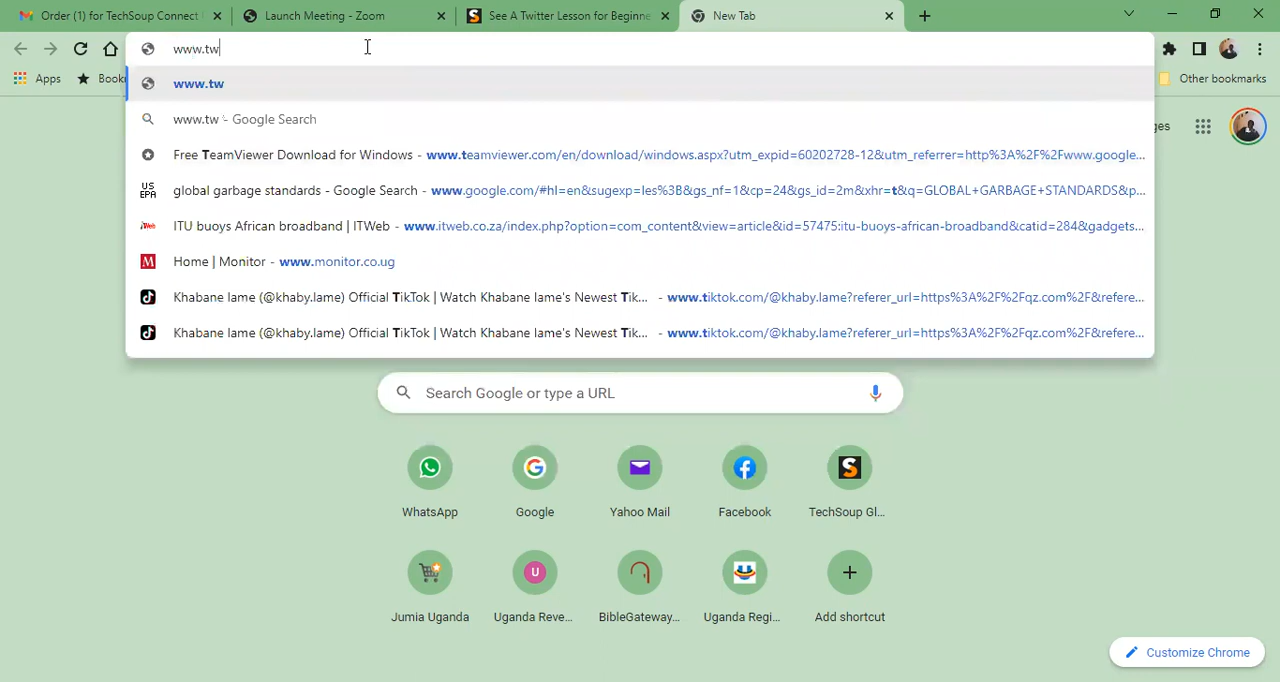 Order (1) for TechSoup Connect
Launch Meeting - Zoom
See A Twitter Lesson for Beginne
New Tab
www.tw
Apps
Book
Other bookmarks
www.tw
www.tw - Google Search
Free TeamViewer Download for Windows - www.teamviewer.com/en/download/windows.aspx?utm_expid=60202728-12&utm_referrer=http%3A%2F%2Fwww.google...
US EPA global garbage standards - Google Search - www.google.com/#hl=en&sugexp=les%3B&gs_nf=1&cp=24&gs_id=2m&xhr=t&q=GLOBAL+GARBAGE+STANDARDS&p...
ITU buoys African broadband | ITWeb - www.itweb.co.za/index.php?option=com_content&view=article&id=57475:itu-buoys-african-broadband&catid=284&gadgets...
M Home | Monitor - www.monitor.co.ug
Khabane lame (@khaby.lame) Official TikTok | Watch Khabane lame's Newest Tik... - www.tiktok.com/@khaby.lame?referer_url=https%3A%2F%2Fqz.com%2F&refere...
Khabane lame (@khaby.lame) Official TikTok | Watch Khabane lame's Newest Tik... - www.tiktok.com/@khaby.lame?referer_url=https%3A%2F%2Fqz.com%2F&refere...
ges
Search Google or type a URL
WhatsApp
Google
Yahoo Mail
Facebook
TechSoup Gl...
U
Jumia Uganda
Uganda Reve...
BibleGateway...
Uganda Regi...
Add shortcut
Customize Chrome